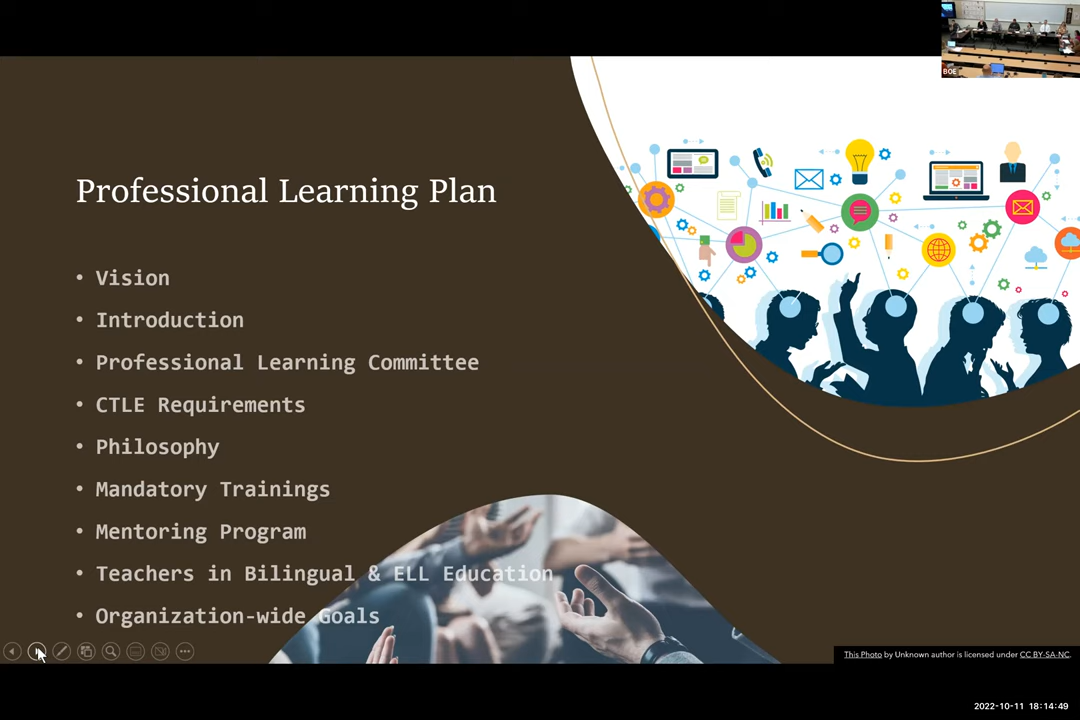 BOE
Professional Learning Plan
• Vision
• Introduction
• Professional Learning Committee
• CTLE Requirements
• Philosophy
• Mandatory Trainings
• Mentoring Program
• Teachers in Bilingual & ELL Education
• Organization-wide Goals
This Photo by Unknown author is licensed under CC BY-SA-NC.
2022-10-11 18:14:49